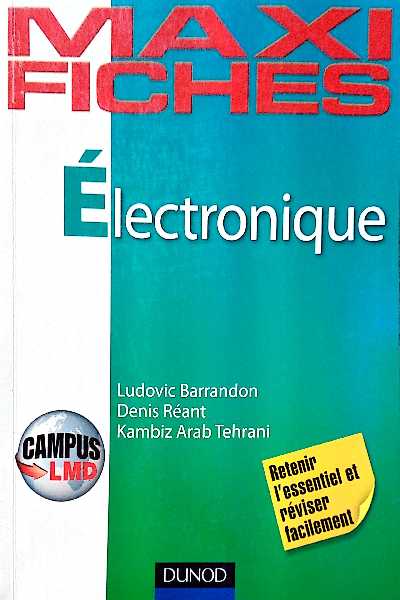 MAXI
FICHES
Électronique
Ludovic Barrandon
Denis Réant
Kambiz Arab Tehrani
CAMPUS
LMD
Retenir
l'essentiel et
réviser
facilement
DUNOD